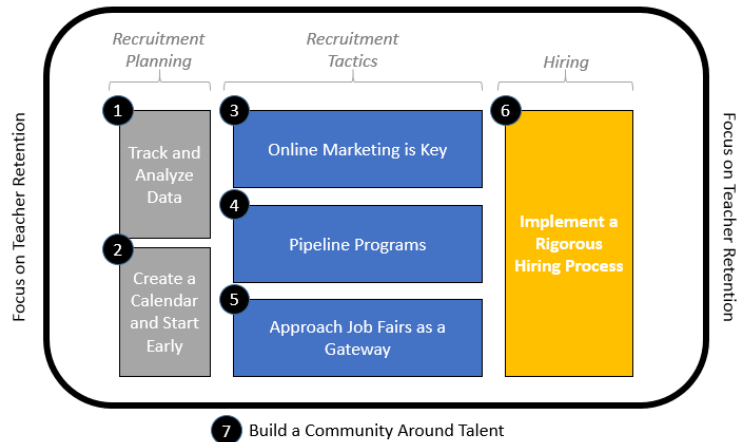 Recruitment
Planning
Recruitment
Tactics
Hiring
Focus on Teacher Retention
1
Track and
Analyze
Data
2
Create a
Calendar
and Start
Early
3
Online Marketing is Key
4
Pipeline Programs
5
Approach Job Fairs as a
Gateway
6
Implement a
Rigorous
Hiring Process
Focus on Teacher Retention
7 Build a Community Around Talent